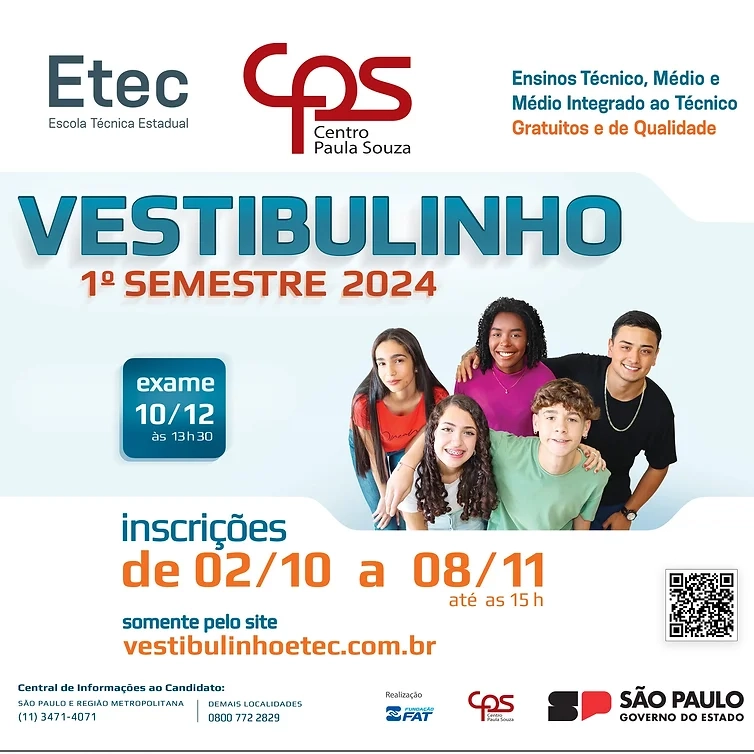 Etec
Escola Técnica Estadual
CPS
Centro
Paula Souza
Ensinos Técnico, Médio e
Médio Integrado ao Técnico
Gratuitos e de Qualidade
VESTIBULINHO
1º SEMESTRE 2024
exame
10/12
às 13h30
inscrições
de 02/10 a 08/11
até as 15 h
somente pelo site
vestibulinhoetec.com.br
Central de Informações ao Candidato:
SÃO PAULO E REGIÃO METROPOLITANA
(11) 3471-4071
DEMAIS LOCALIDADES
0800 772 2829
Realização
FUNDAÇÃO
FAT
CPS
Centro
Paula Souza
SP
SÃO PAULO
GOVERNO DO ESTADO